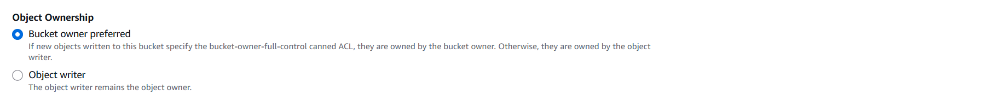 Object Ownership
Bucket owner preferred
If new objects written to this bucket specify the bucket-owner-full-control canned ACL, they are owned by the bucket owner. Otherwise, they are owned by the object
writer.
Object writer
The object writer remains the object owner.